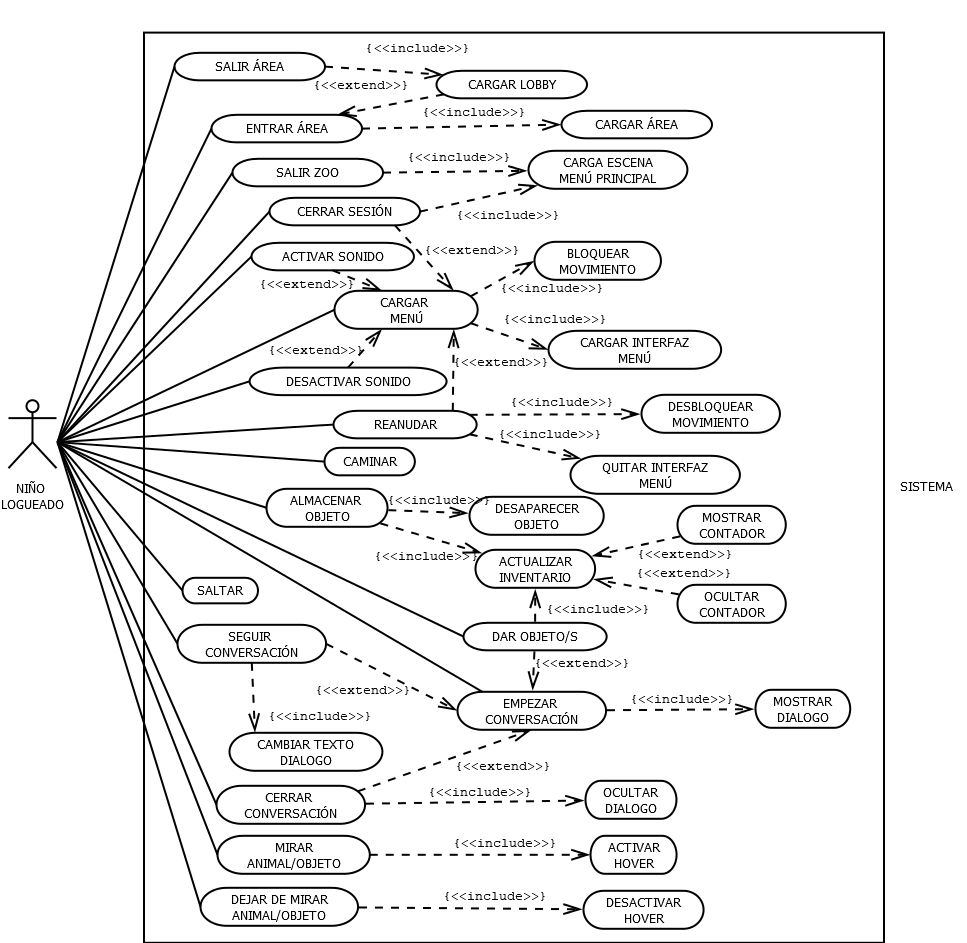 {<<include>>}
SALIR ÁREA
{<<extend>>}
CARGAR LOBBY
{<<include>>}
ENTRAR ÁREA
CARGAR ÁREA
{<<include>>}
SALIR ZOO
CARGA ESCENA
MENÚ PRINCIPAL
CERRAR SESIÓN
{<<include>>}
ACTIVAR SONIDO
{<<extend>>}
BLOQUEAR
MOVIMIENTO
{<<extend>>}
{<<include>>}
CARGAR
MENÚ
{<<include>>}
CARGAR INTERFAZ
MENÚ
{<<extend>>}
{<<extend>>}
DESACTIVAR SONIDO
{<<include>>}
DESBLOQUEAR
MOVIMIENTO
REANUDAR
{<<include>>}
CAMINAR
QUITAR INTERFAZ
MENÚ
NIÑO
LOGUEADO
SISTEMA
ALMACENAR
OBJETO
{<<include>>}
DESAPARECER
OBJETO
MOSTRAR
CONTADOR
{<<include>>}
{<<extend>>}
ACTUALIZAR
INVENTARIO
{<<extend>>}
SALTAR
OCULTAR
CONTADOR
{<<include>>}
SEGUIR
CONVERSACIÓN
DAR OBJETO/S
{<<extend>>}
{<<extend>>}
{<<include>>}
EMPEZAR
CONVERSACIÓN
{<<include>>}
MOSTRAR
DIALOGO
CAMBIAR TEXTO
DIALOGO
{<<extend>>}
CERRAR
CONVERSACIÓN
{<<include>>}
OCULTAR
DIALOGO
MIRAR
ANIMAL/OBJETO
{<<include>>}
ACTIVAR
HOVER
DEJAR DE MIRAR
ANIMAL/OBJETO
{<<include>>}
DESACTIVAR
HOVER